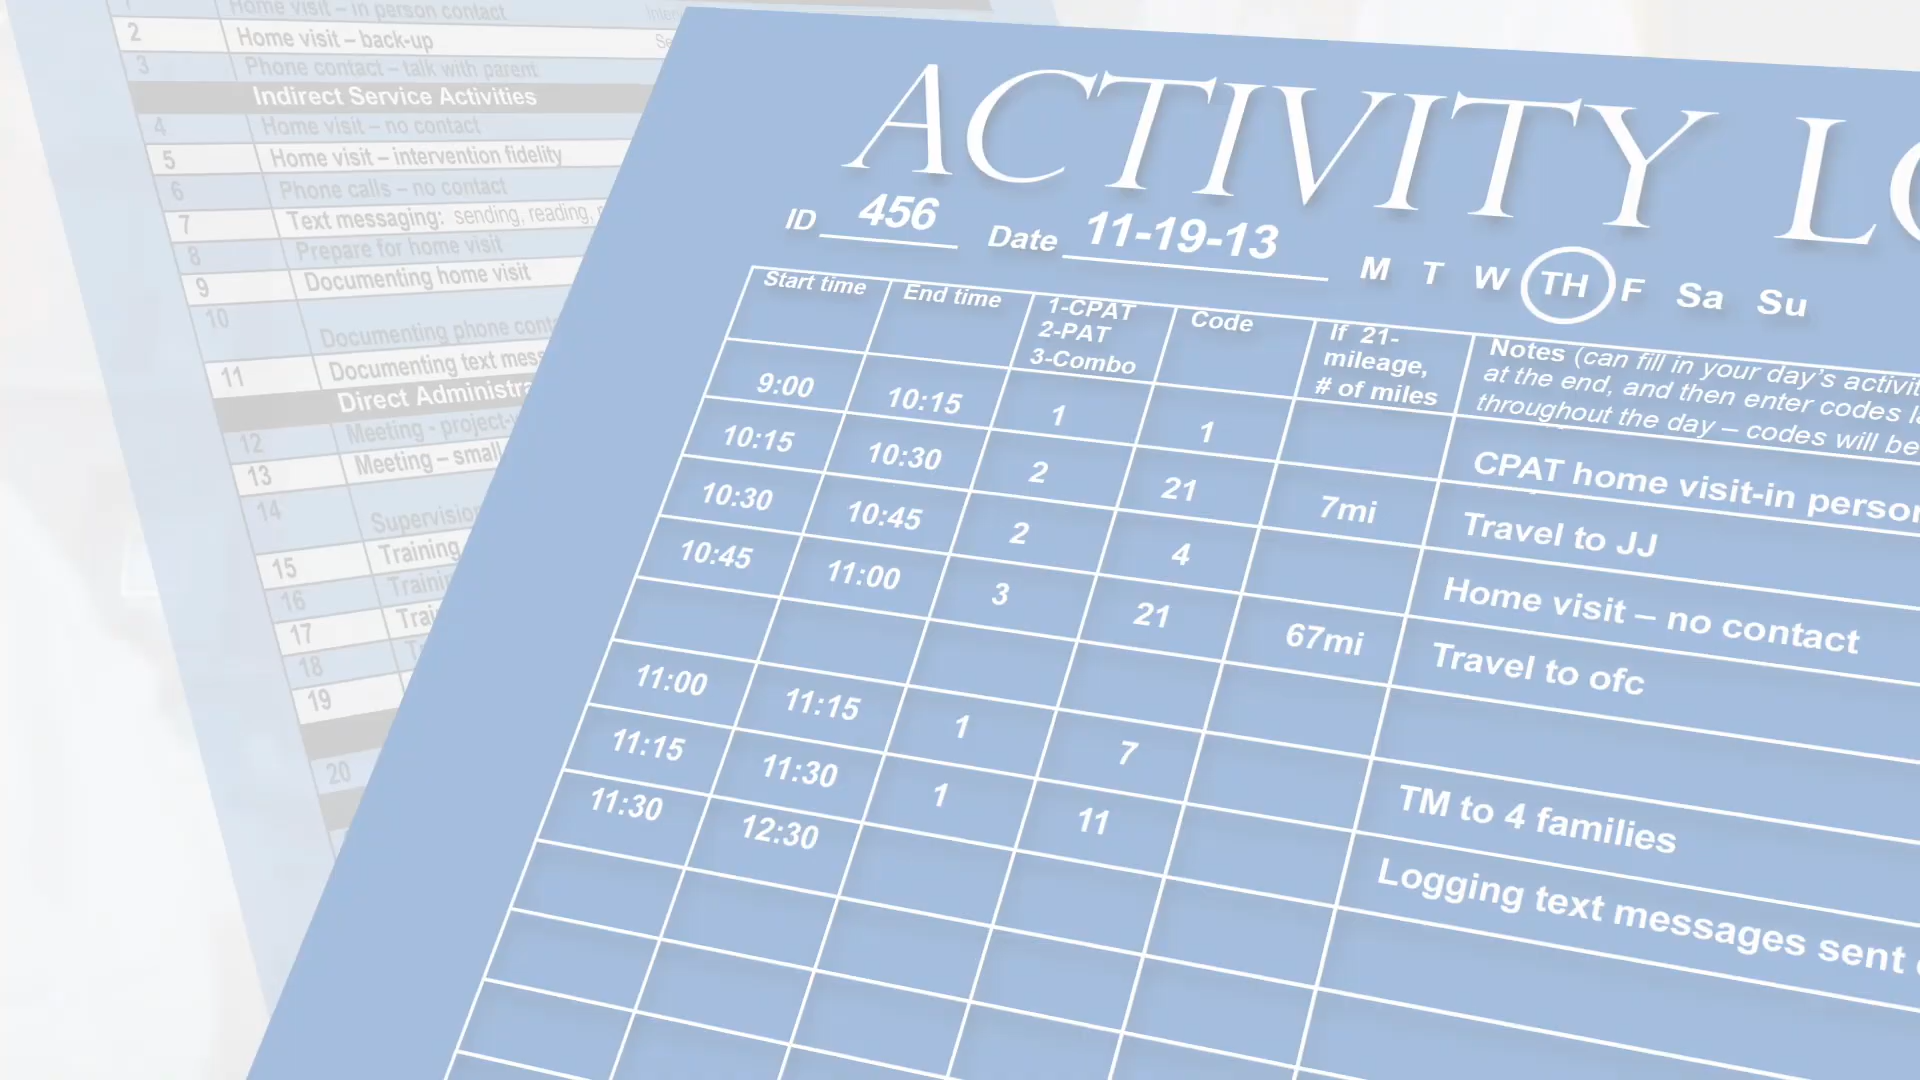 1 Home visit – in person contact
2 Home visit – back-up
3 Phone contact – talk with parent
Indirect Service Activities
4 Home visit – no contact
5 Home visit – intervention fidelity
6 Phone calls – no contact
7 Text messaging: sending, reading,
8 Prepare for home visit
9 Documenting home visit
10 Documenting phone
11 Documenting text
Direct
12 Meeting - project-
13 Meeting – small
14
15 Training
16
17
18
19
20
ACTIVITY
ID 456 Date 11-19-13 M T W TH F Sa Su
Start time End time 1-CPAT 2-PAT 3-Combo Code If 21- mileage, # of miles
Notes (can fill in your day's
at the end, and then enter codes
throughout the day – codes will be
9:00 10:15 1 1 CPAT home visit-in person
10:15 10:30 2 21 7mi Travel to JJ
10:30 10:45 2 4 Home visit – no contact
10:45 11:00 3 21 67mi Travel to ofc
11:00 11:15 1 7 TM to 4 families
11:15 11:30 1 11 Logging text messages sent
11:30 12:30